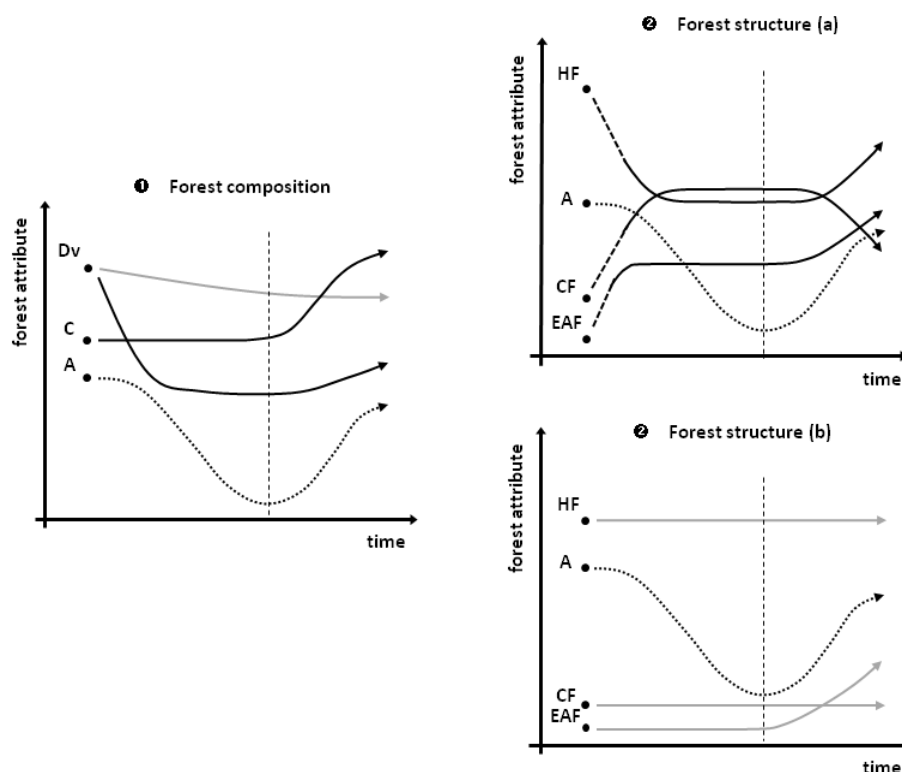 ❶ Forest composition
forest attribute
Dv
C
A
time
❷ Forest structure (a)
forest attribute
HF
A
CF
EAF
time
❷ Forest structure (b)
forest attribute
HF
A
CF
EAF
time